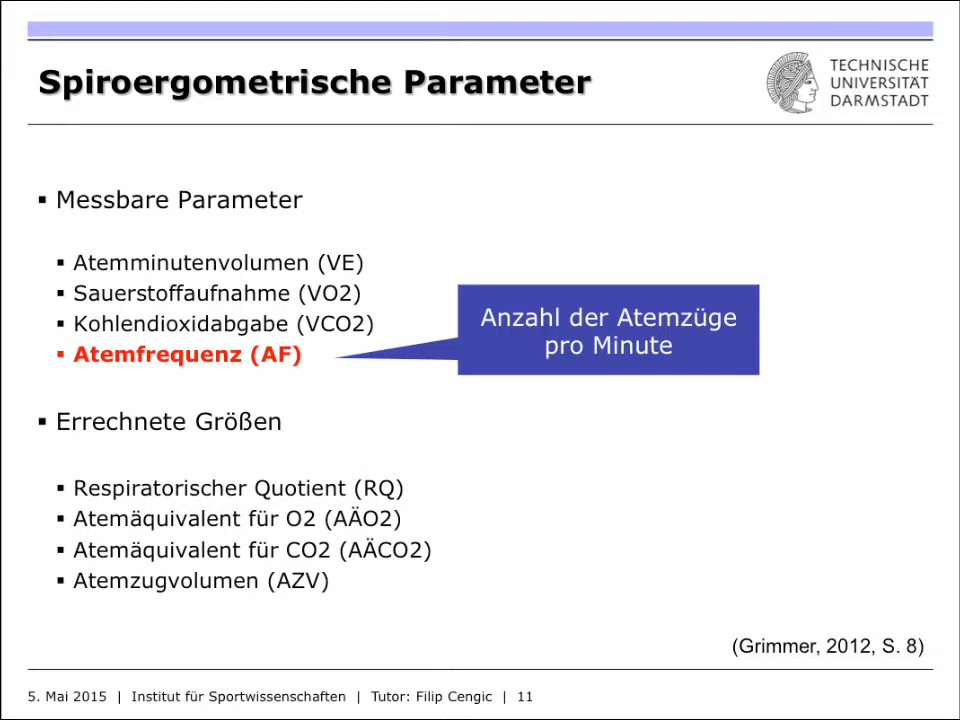 Spiroergometrische Parameter
TECHNISCHE
UNIVERSITÄT
DARMSTADT
▪ Messbare Parameter
▪ Atemminutenvolumen (VE)
▪ Sauerstoffaufnahme (VO2)
▪ Kohlendioxidabgabe (VCO2)
▪ Atemfrequenz (AF)
Anzahl der Atemzüge
pro Minute
▪ Errechnete Größen
▪ Respiratorischer Quotient (RQ)
▪ Atemäquivalent für O2 (AÄO2)
▪ Atemäquivalent für CO2 (AÄCO2)
▪ Atemzugvolumen (AZV)
(Grimmer, 2012, S. 8)
5. Mai 2015 | Institut für Sportwissenschaften | Tutor: Filip Cengic | 11